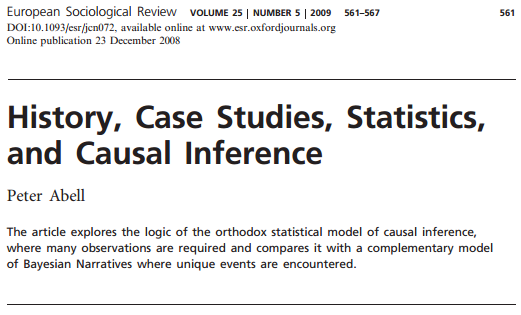 European Sociological Review VOLUME 25 | NUMBER 5 | 2009 561–567 561
DOI:10.1093/esr/jcn072, available online at www.esr.oxfordjournals.org
Online publication 23 December 2008
History, Case Studies, Statistics,
and Causal Inference
Peter Abell
The article explores the logic of the orthodox statistical model of causal inference,
where many observations are required and compares it with a complementary model
of Bayesian Narratives where unique events are encountered.